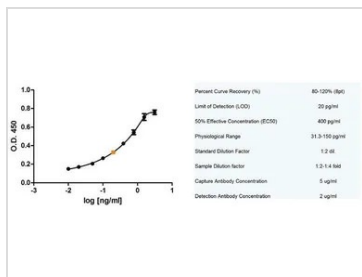 1.0
0.8
0.6
0.4
0.2
0.0
O.D. 450
-3 -2 -1 0 1
log [ng/ml]
Percent Curve Recovery (%) 80-120% (8pt)
Limit of Detection (LOD) 20 pg/ml
50% Effective Concentration (EC50) 400 pg/ml
Physiological Range 31.3-150 pg/ml
Standard Dilution Factor 1:2 dil
Sample Dilution factor 1:2-1:4 fold
Capture Antibody Concentration 5 ug/ml
Detection Antibody Concentration 2 ug/ml